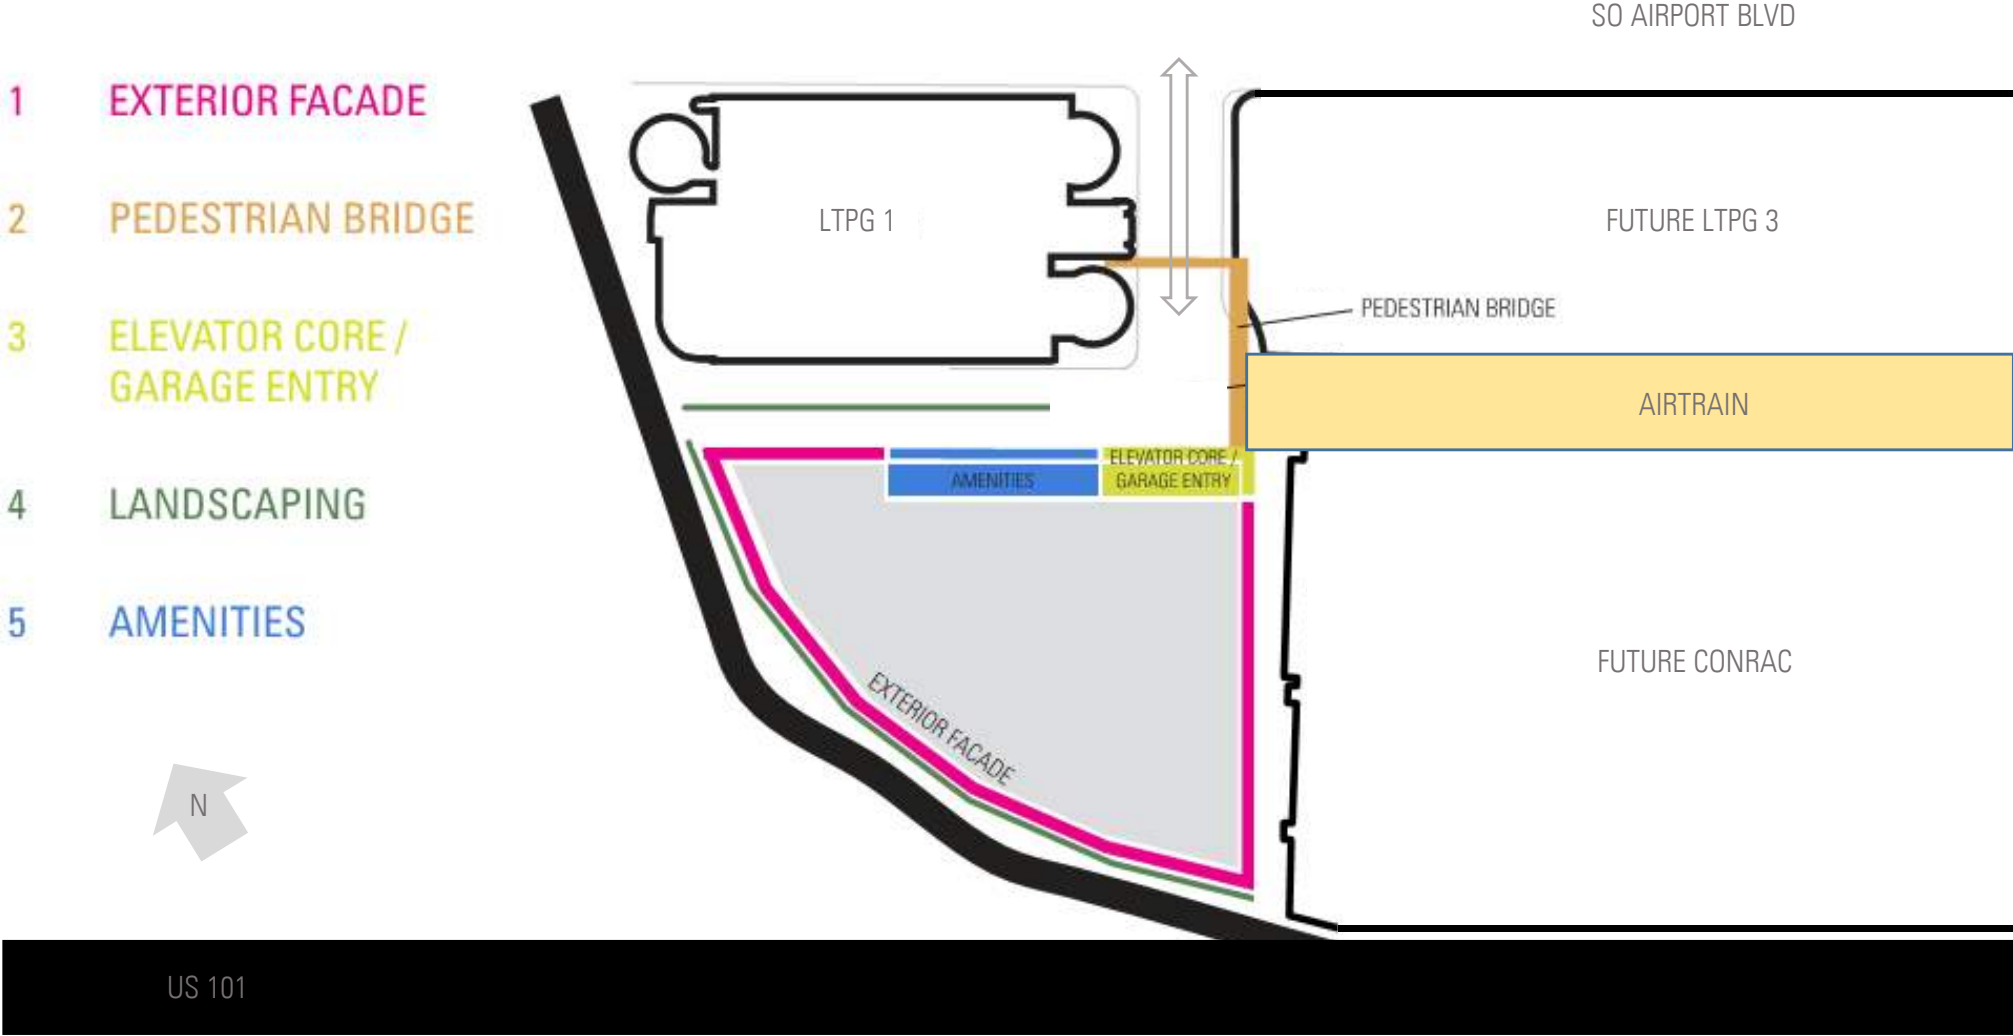 SO AIRPORT BLVD
1 EXTERIOR FACADE
2 PEDESTRIAN BRIDGE
3 ELEVATOR CORE /
GARAGE ENTRY
4 LANDSCAPING
5 AMENITIES
N
LTPG 1
FUTURE LTPG 3
PEDESTRIAN BRIDGE
AIRTRAIN
ELEVATOR CORE /
GARAGE ENTRY
AMENITIES
EXTERIOR FACADE
FUTURE CONRAC
US 101